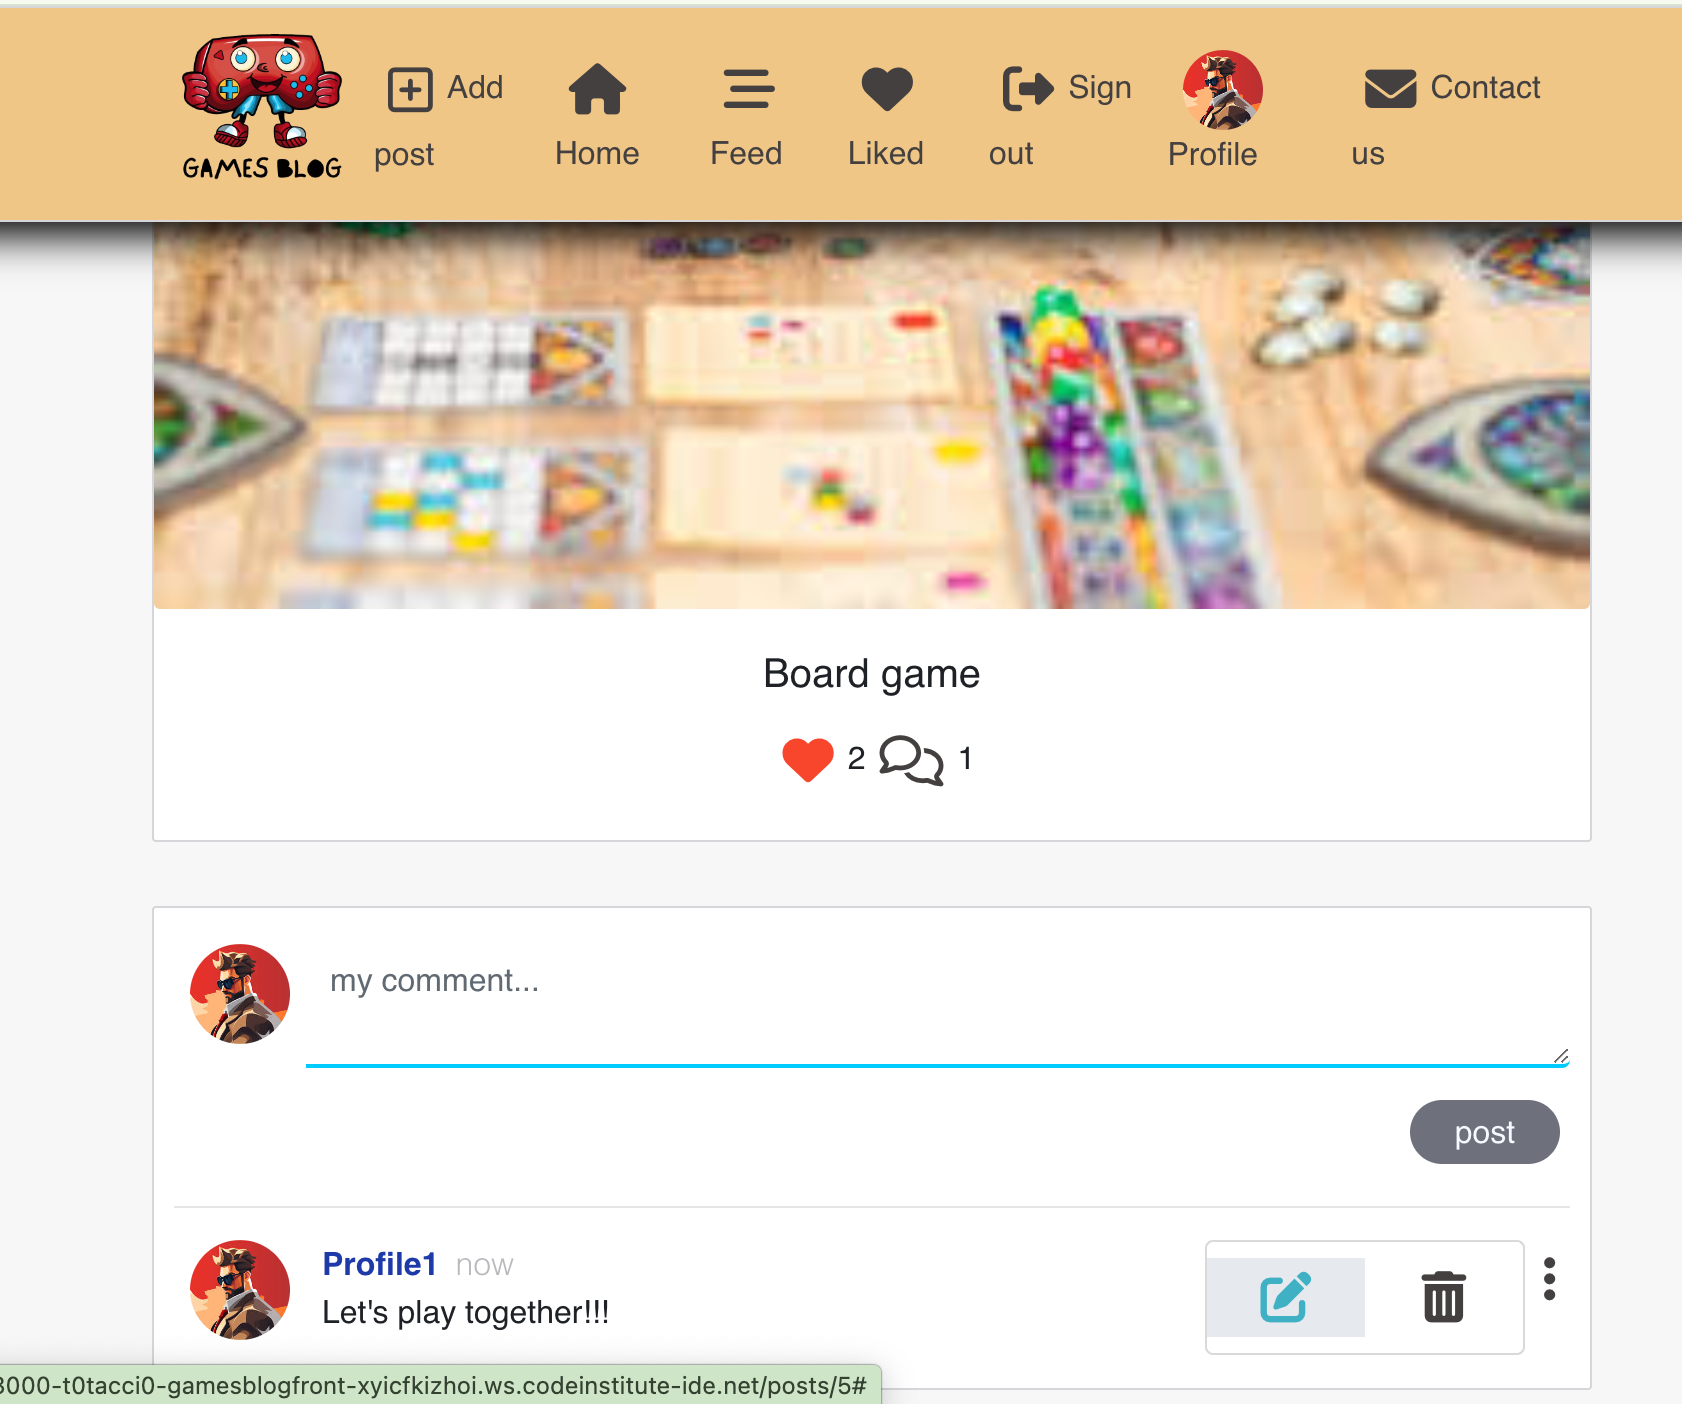 GAMES BLOG
Add post
Home
Feed
Liked
Sign out
Profile
Contact us
Board game
2 1
my comment...
post
Profile1 now
Let's play together!!!
3000-t0tacci0-gamesblogfront-xyicfkizhoi.ws.codeinstitute-ide.net/posts/5#